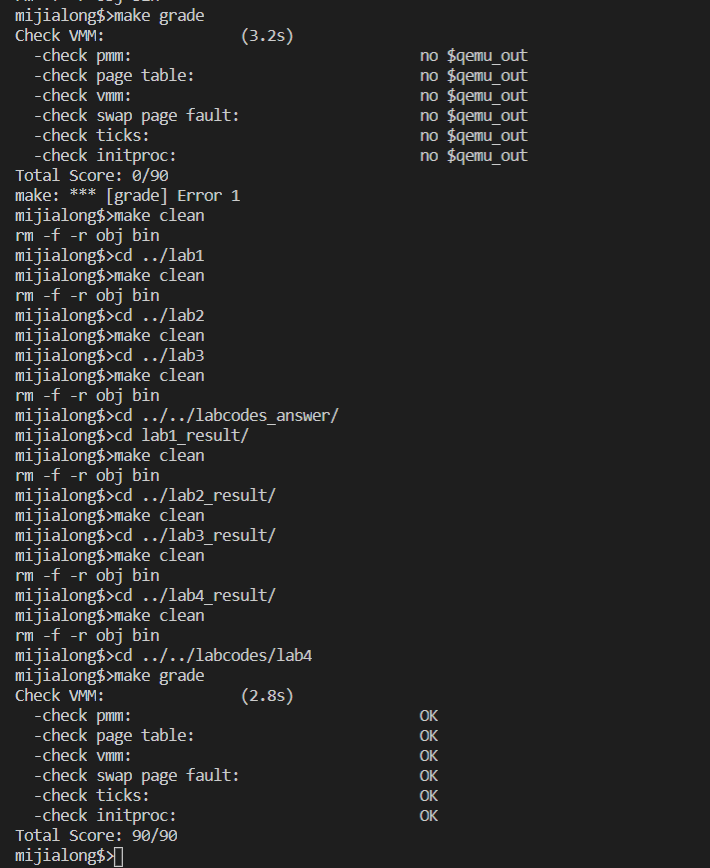 mijialong$>make grade
Check VMM: (3.2s)
-check pmm: no $qemu_out
-check page table: no $qemu_out
-check vmm: no $qemu_out
-check swap page fault: no $qemu_out
-check ticks: no $qemu_out
-check initproc: no $qemu_out
Total Score: 0/90
make: *** [grade] Error 1
mijialong$>make clean
rm -f -r obj bin
mijialong$>cd ../lab1
mijialong$>make clean
rm -f -r obj bin
mijialong$>cd ../lab2
mijialong$>make clean
mijialong$>cd ../lab3
mijialong$>make clean
rm -f -r obj bin
mijialong$>cd ../../labcodes_answer/
mijialong$>cd lab1_result/
mijialong$>make clean
rm -f -r obj bin
mijialong$>cd ../lab2_result/
mijialong$>make clean
mijialong$>cd ../lab3_result/
mijialong$>make clean
rm -f -r obj bin
mijialong$>cd ../lab4_result/
mijialong$>make clean
rm -f -r obj bin
mijialong$>cd ../../labcodes/lab4
mijialong$>make grade
Check VMM: (2.8s)
-check pmm: OK
-check page table: OK
-check vmm: OK
-check swap page fault: OK
-check ticks: OK
-check initproc: OK
Total Score: 90/90
mijialong$>